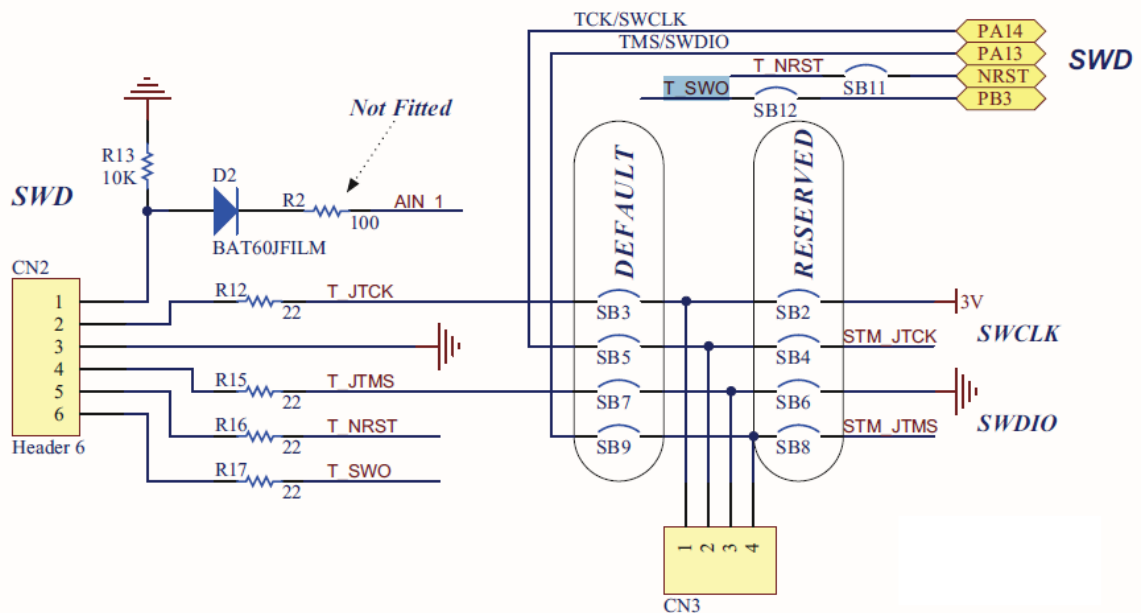 TCK/SWCLK
PA14
TMS/SWDIO
PA13
SWD
T_NRST
NRST
SB11
T_SWO
PB3
SB12
Not Fitted
R13
10K
SWD
D2
R2
AIN_1
100
BAT60JFILM
DEFAULT
RESERVED
CN2
1
2
3
4
5
6
Header 6
R12
22
T_JTCK
SB3
SB2
3V
SB5
SB4
STM_JTCK
SWCLK
R15
22
T_JTMS
SB7
SB6
R16
22
T_NRST
SWDIO
SB9
SB8
STM_JTMS
R17
22
T_SWO
1
2
3
4
CN3